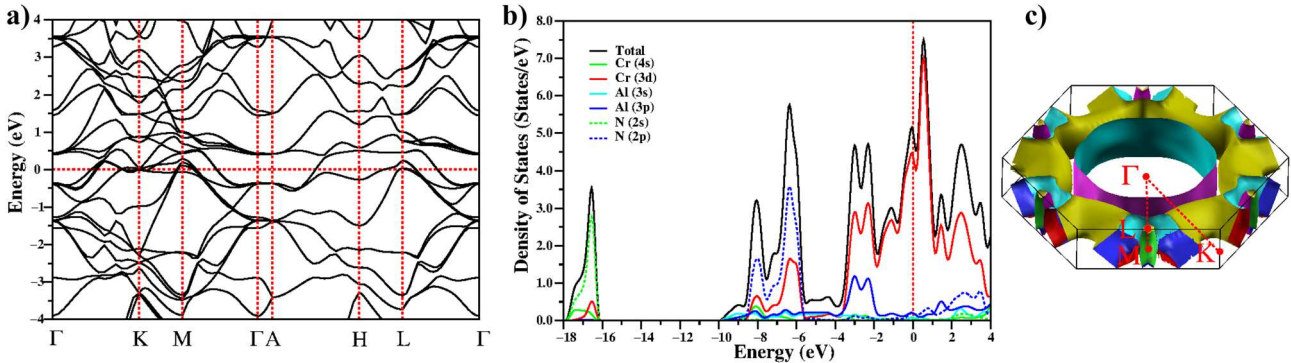 a)
4
3
2
1
0
−1
−2
−3
−4
Energy (eV)
Γ K M Γ A H L Γ
b)
8.0
7.0
6.0
5.0
4.0
3.0
2.0
1.0
0.0
Density of States (States/eV)
Total
Cr (4s)
Cr (3d)
Al (3s)
Al (3p)
N (2s)
N (2p)
−18 −16 −14 −12 −10 −8 −6 −4 −2 0 2 4
Energy (eV)
c)
Γ
L
M
K